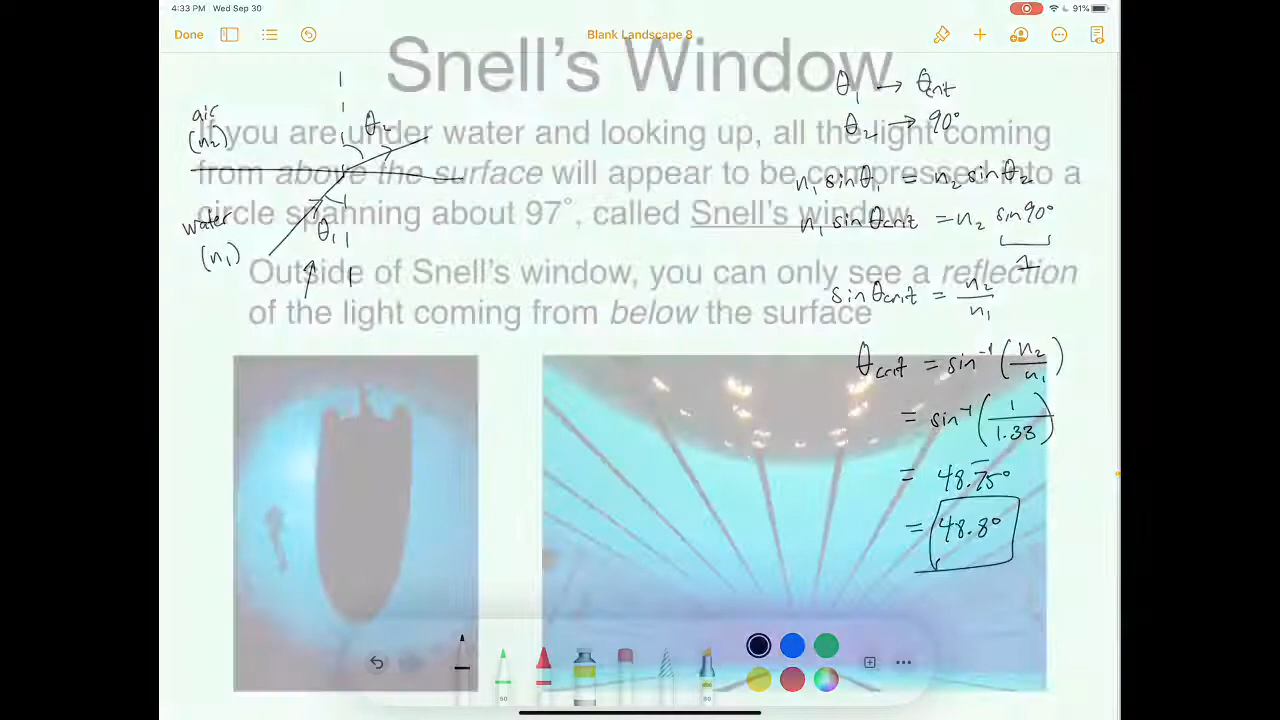 4:33 PM Wed Sep 30
91%
Done
Blank Landscape 8
Snell's Window
If you are under water and looking up, all the light coming
from above the surface will appear to be compressed into a
circle spanning about 97°, called Snell's window.
Outside of Snell's window, you can only see a reflection
of the light coming from below the surface
air
(n₂)
θ₂
water
(n₁)
θ₁
θ₁ → θcrit
θ₂ → 90°
n₁ sinθ₁ = n₂ sinθ₂
n₁ sin θcrit = n₂ sin 90°
1
sin θcrit = n₂/n₁
θcrit = sin⁻¹ (n₂/n₁)
= sin⁻¹ (1/1.33)
= 48.75°
= 48.8°
50
50
80